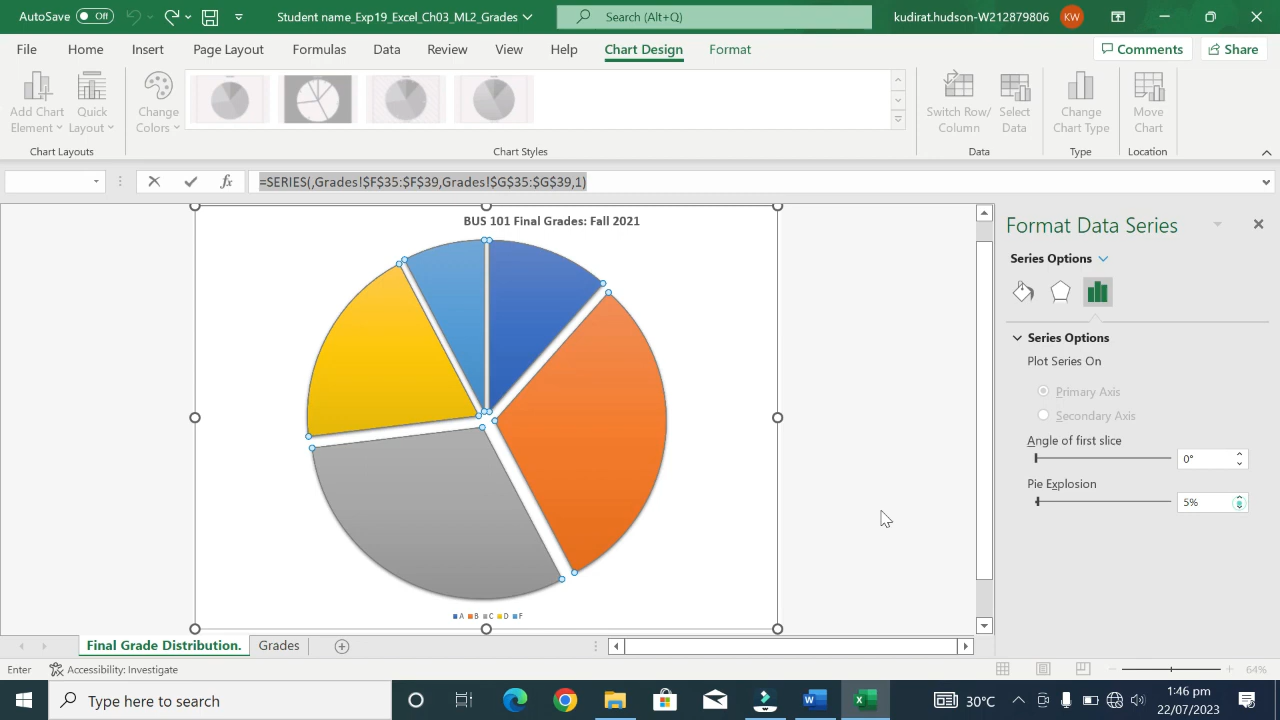 AutoSave Off Student name_Exp19_Excel_Ch03_ML2_Grades Search (Alt+Q) kudirat.hudson-W212879806 KW
File Home Insert Page Layout Formulas Data Review View Help Chart Design Format Comments Share
Add Chart Element Quick Layout Change Colors Switch Row/ Column Select Data Change Chart Type Move Chart
Chart Layouts Chart Styles Data Type Location
fx =SERIES(,Grades!$F$35:$F$39,Grades!$G$35:$G$39,1)
BUS 101 Final Grades: Fall 2021
A B C D F
Format Data Series
Series Options
Series Options
Plot Series On
Primary Axis
Secondary Axis
Angle of first slice
0°
Pie Explosion
5%
Final Grade Distribution. Grades
Enter Accessibility: Investigate 64%
Type here to search 30°C 1:46 pm
22/07/2023